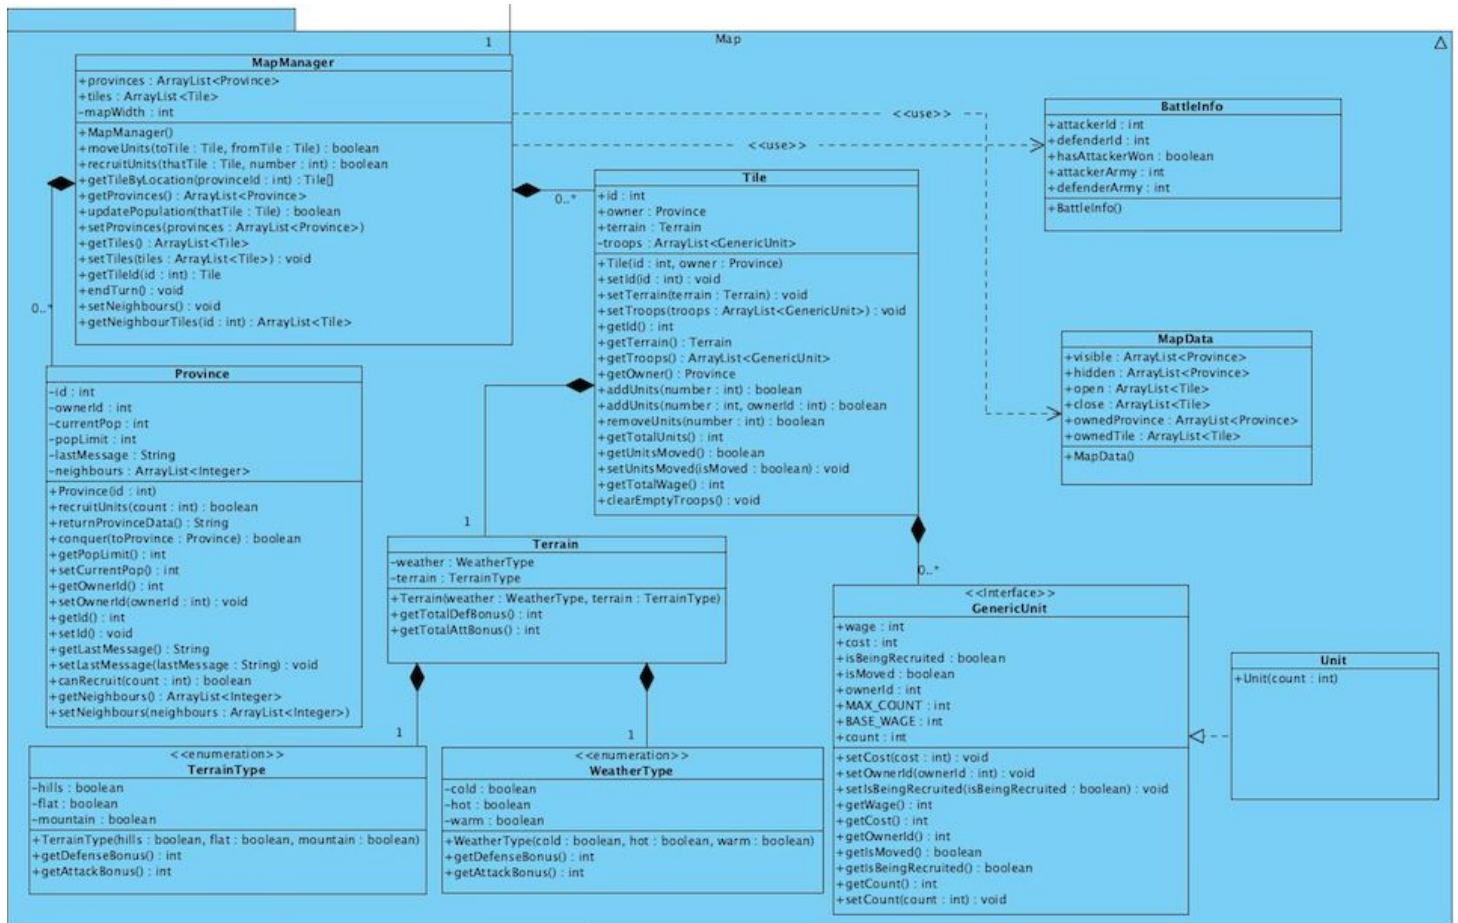 Map
1
MapManager
+provinces : ArrayList<Province>
+tiles : ArrayList<Tile>
-mapWidth : int
+MapManager()
+moveUnits(toTile : Tile, fromTile : Tile) : boolean
+recruitUnits(thatTile : Tile, number : int) : boolean
+getTileByLocation(provinceId : int) : Tile[]
+getProvinces() : ArrayList<Province>
+updatePopulation(thatTile : Tile) : boolean
+setProvinces(provinces : ArrayList<Province>)
+getTiles() : ArrayList<Tile>
+setTiles(tiles : ArrayList<Tile>) : void
+getTileId(id : int) : Tile
+endTurn() : void
+setNeighbours() : void
+getNeighbourTiles(id : int) : ArrayList<Tile>
<<use>>
<<use>>
BattleInfo
+attackerId : int
+defenderId : int
+hasAttackerWon : boolean
+attackerArmy : int
+defenderArmy : int
+BattleInfo()
0..*
Tile
+id : int
+owner : Province
+terrain : Terrain
-troops : ArrayList<GenericUnit>
+Tile(id : int, owner : Province)
+setId(id : int) : void
+setTerrain(terrain : Terrain) : void
+setTroops(troops : ArrayList<GenericUnit>) : void
+getId() : int
+getTerrain() : Terrain
+getTroops() : ArrayList<GenericUnit>
+getOwner() : Province
+addUnits(number : int) : boolean
+addUnits(number : int, ownerId : int) : boolean
+removeUnits(number : int) : boolean
+getTotalUnits() : int
+getUnitsMoved() : boolean
+setUnitsMoved(isMoved : boolean) : void
+getTotalWage() : int
+clearEmptyTroops() : void
MapData
+visible : ArrayList<Province>
+hidden : ArrayList<Province>
+open : ArrayList<Tile>
+close : ArrayList<Tile>
+ownedProvince : ArrayList<Province>
+ownedTile : ArrayList<Tile>
+MapData()
0..*
Province
-id : int
-ownerId : int
-currentPop : int
-popLimit : int
-lastMessage : String
-neighbours : ArrayList<Integer>
+Province(id : int)
+recruitUnits(count : int) : boolean
+returnProvinceData() : String
+conquer(toProvince : Province) : boolean
+getPopLimit() : int
+setCurrentPop() : int
+getOwnerId() : int
+setOwnerId(ownerId : int) : void
+getId() : int
+setId() : void
+getLastMessage() : String
+setLastMessage(lastMessage : String) : void
+canRecruit(count : int) : boolean
+getNeighbours() : ArrayList<Integer>
+setNeighbours(neighbours : ArrayList<Integer>)
1
Terrain
-weather : WeatherType
-terrain : TerrainType
+Terrain(weather : WeatherType, terrain : TerrainType)
+getTotalDefBonus() : int
+getTotalAttBonus() : int
0..*
<<Interface>>
GenericUnit
+wage : int
+cost : int
+isBeingRecruited : boolean
+isMoved : boolean
+ownerId : int
+MAX_COUNT : int
+BASE_WAGE : int
+count : int
+setCost(cost : int) : void
+setOwnerId(ownerId : int) : void
+setIsBeingRecruited(isBeingRecruited : boolean) : void
+getWage() : int
+getCost() : int
+getOwnerId() : int
+getIsMoved() : boolean
+getIsBeingRecruited() : boolean
+getCount() : int
+setCount(count : int) : void
Unit
+Unit(count : int)
1
<<enumeration>>
TerrainType
-hills : boolean
-flat : boolean
-mountain : boolean
+TerrainType(hills : boolean, flat : boolean, mountain : boolean)
+getDefenseBonus() : int
+getAttackBonus() : int
1
<<enumeration>>
WeatherType
-cold : boolean
-hot : boolean
-warm : boolean
+WeatherType(cold : boolean, hot : boolean, warm : boolean)
+getDefenseBonus() : int
+getAttackBonus() : int